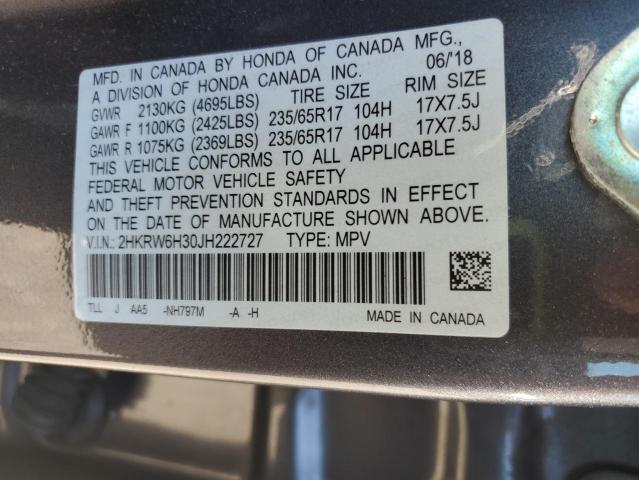 MFD. IN CANADA BY HONDA OF CANADA MFG.,
A DIVISION OF HONDA CANADA INC. 06/'18
GVWR 2130KG (4695LBS) TIRE SIZE RIM SIZE
GAWR F 1100KG (2425LBS) 235/65R17 104H 17X7.5J
GAWR R 1075KG (2369LBS) 235/65R17 104H 17X7.5J
THIS VEHICLE CONFORMS TO ALL APPLICABLE
FEDERAL MOTOR VEHICLE SAFETY
AND THEFT PREVENTION STANDARDS IN EFFECT
ON THE DATE OF MANUFACTURE SHOWN ABOVE.
V.I.N.: 2HKRW6H30JH222727 TYPE: MPV
TLL J AA5 -NH797M -A -H
MADE IN CANADA